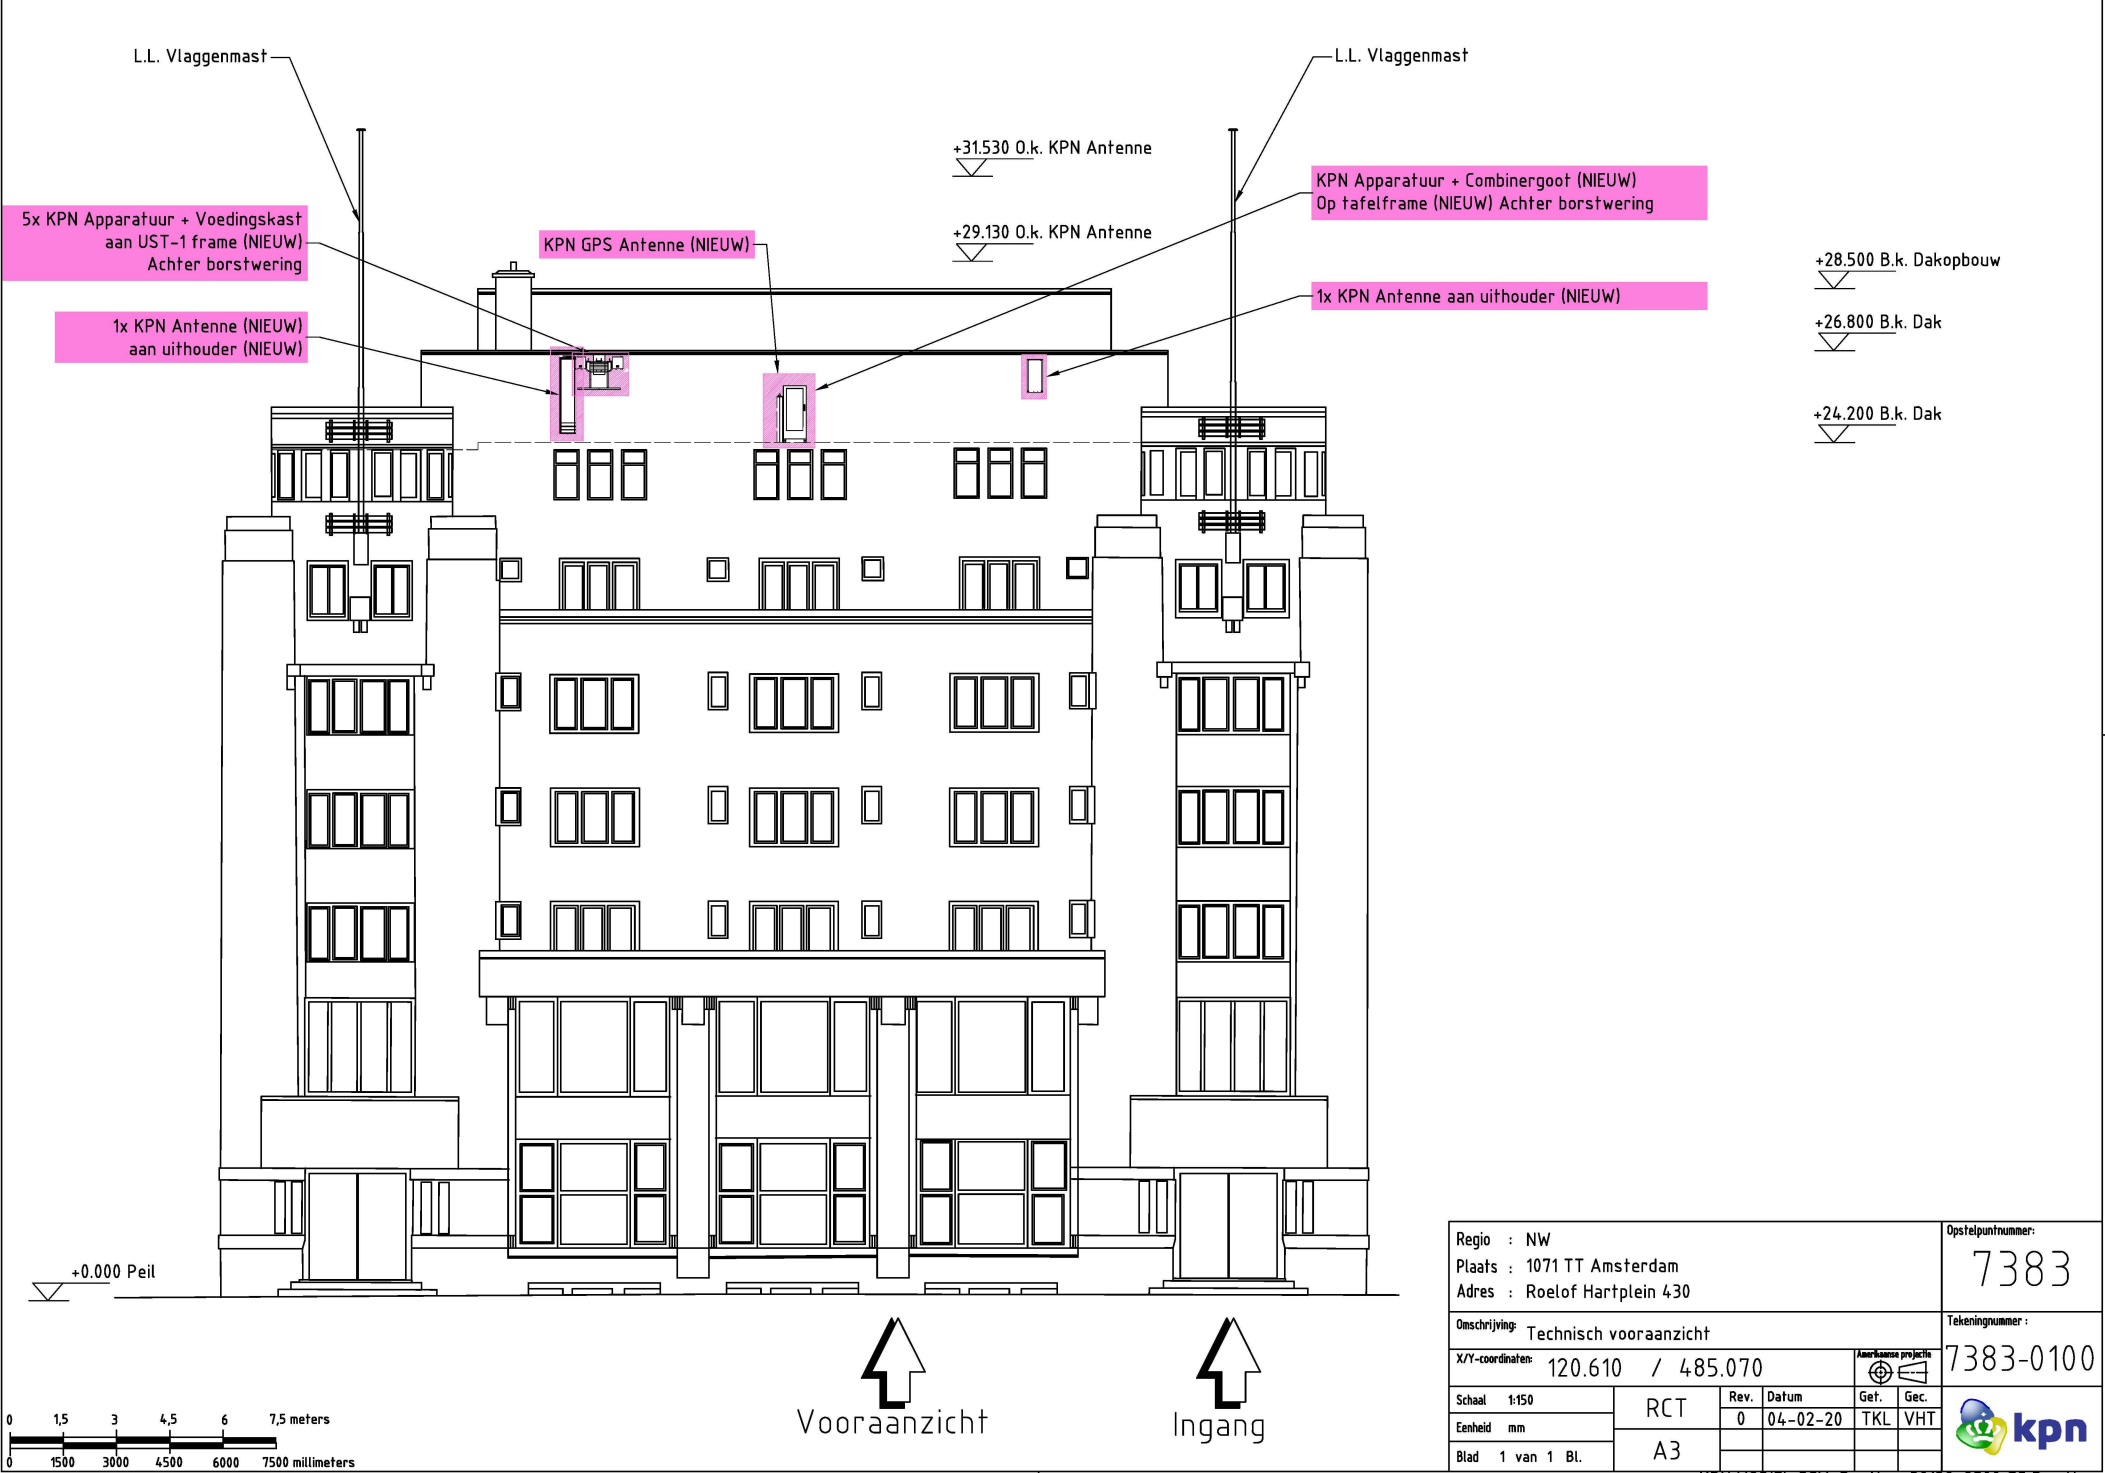 L.L. Vlaggenmast
L.L. Vlaggenmast
+31.530 O.k. KPN Antenne
KPN Apparatuur + Combinergoot (NIEUW)
Op tafelframe (NIEUW) Achter borstwering
5x KPN Apparatuur + Voedingskast
aan UST-1 frame (NIEUW)
Achter borstwering
KPN GPS Antenne (NIEUW)
+29.130 O.k. KPN Antenne
+28.500 B.k. Dakopbouw
1x KPN Antenne aan uithouder (NIEUW)
1x KPN Antenne (NIEUW)
aan uithouder (NIEUW)
+26.800 B.k. Dak
+24.200 B.k. Dak
+0.000 Peil
Vooraanzicht
Ingang
0 1,5 3 4,5 6 7,5 meters
0 1500 3000 4500 6000 7500 millimeters
Regio : NW
Plaats : 1071 TT Amsterdam
Adres : Roelof Hartplein 430
Opstelpuntnummer:
7383
Omschrijving: Technisch vooraanzicht
Tekeningnummer :
7383-0100
X/Y-coordinaten: 120.610 / 485.070
Amerikaanse projectie
Schaal 1:150
Eenheid mm
Blad 1 van 1 Bl.
RCT
A3
Rev. Datum Get. Gec.
0 04-02-20 TKL VHT
kpn